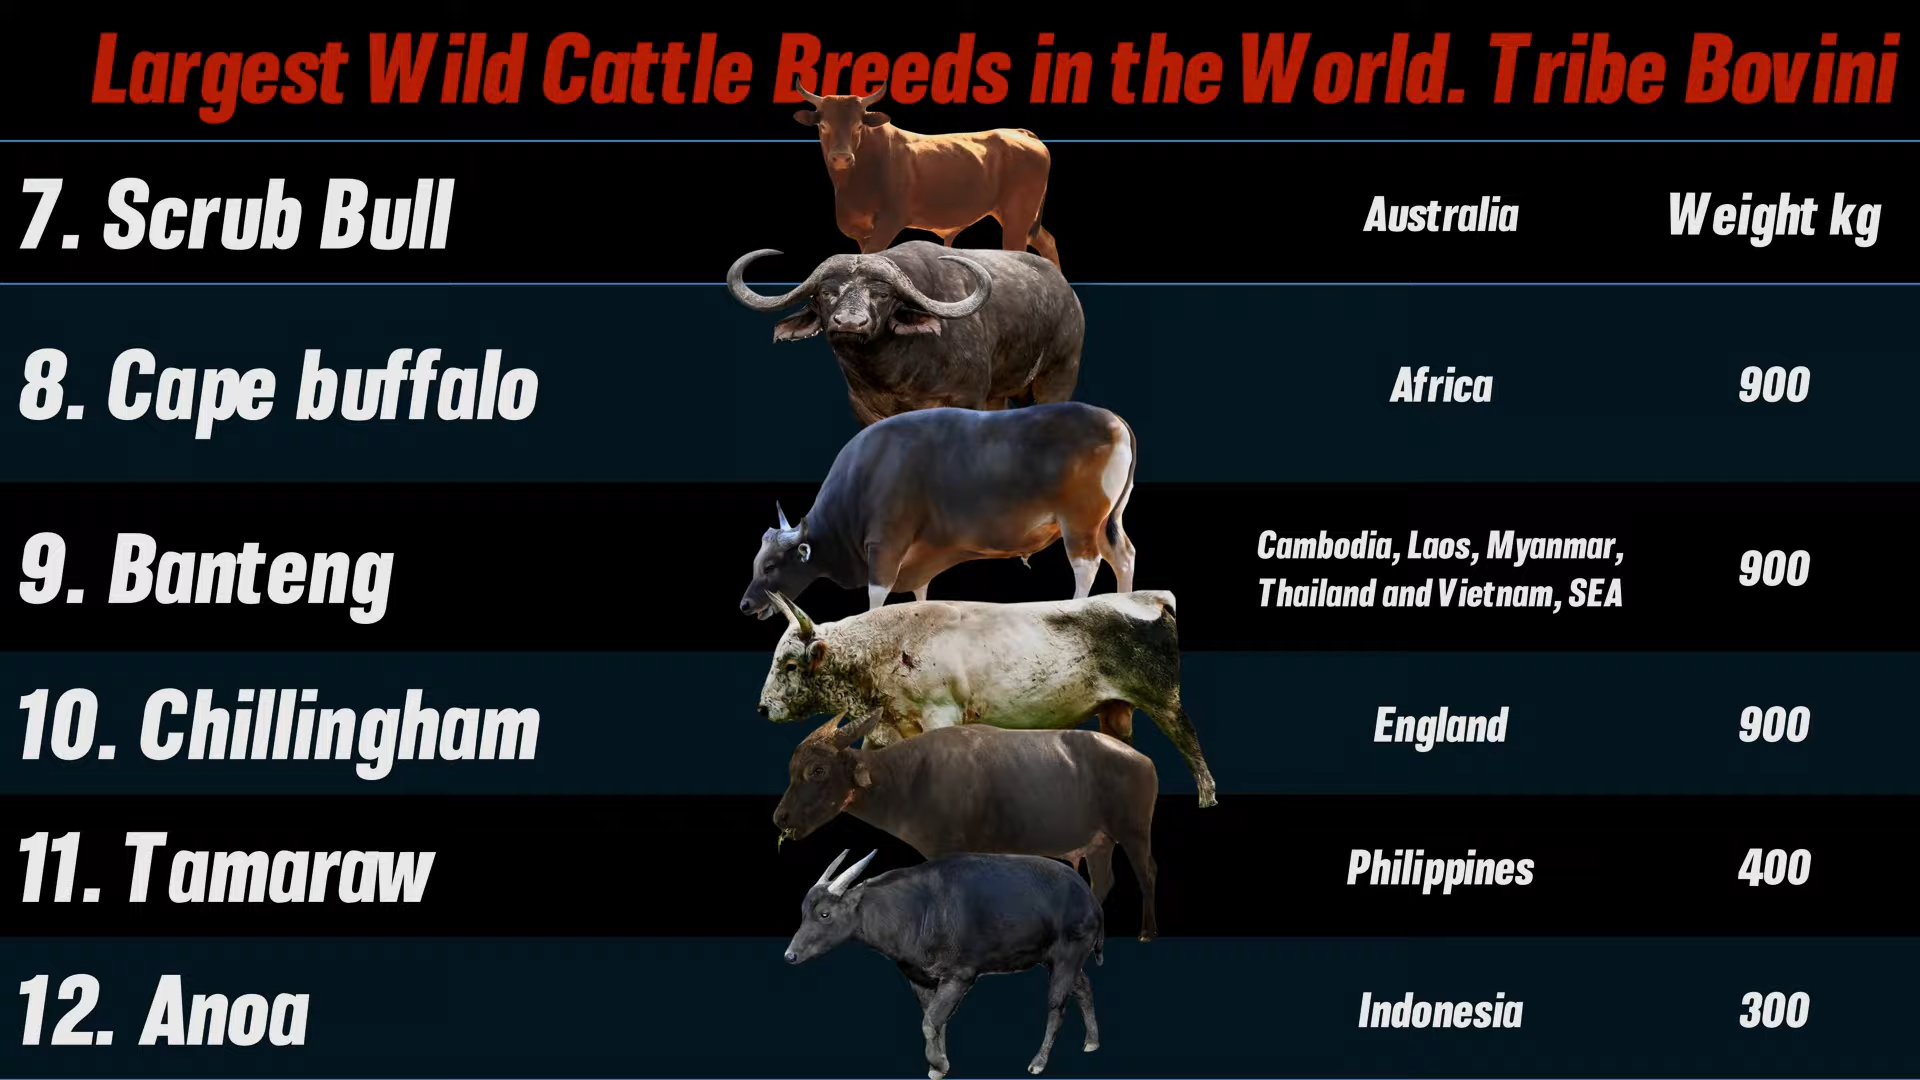 Largest Wild Cattle Breeds in the World. Tribe Bovini
7. Scrub Bull
Australia
Weight kg
8. Cape buffalo
Africa
900
9. Banteng
Cambodia, Laos, Myanmar,
Thailand and Vietnam, SEA
900
10. Chillingham
England
900
11. Tamaraw
Philippines
400
12. Anoa
Indonesia
300